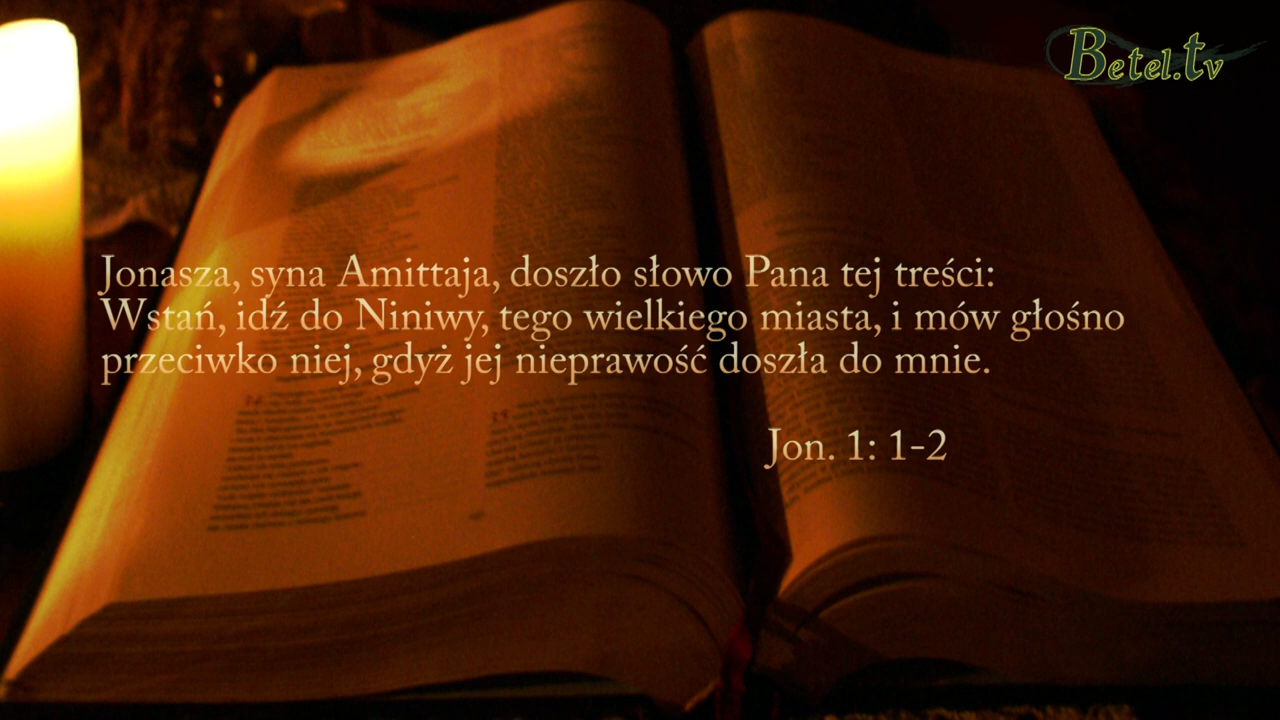 Betel.tv
Jonasza, syna Amittaja, doszło słowo Pana tej treści:
Wstań, idź do Niniwy, tego wielkiego miasta, i mów głośno
przeciwko niej, gdyż jej nieprawość doszła do mnie.
Jon. 1: 1-2